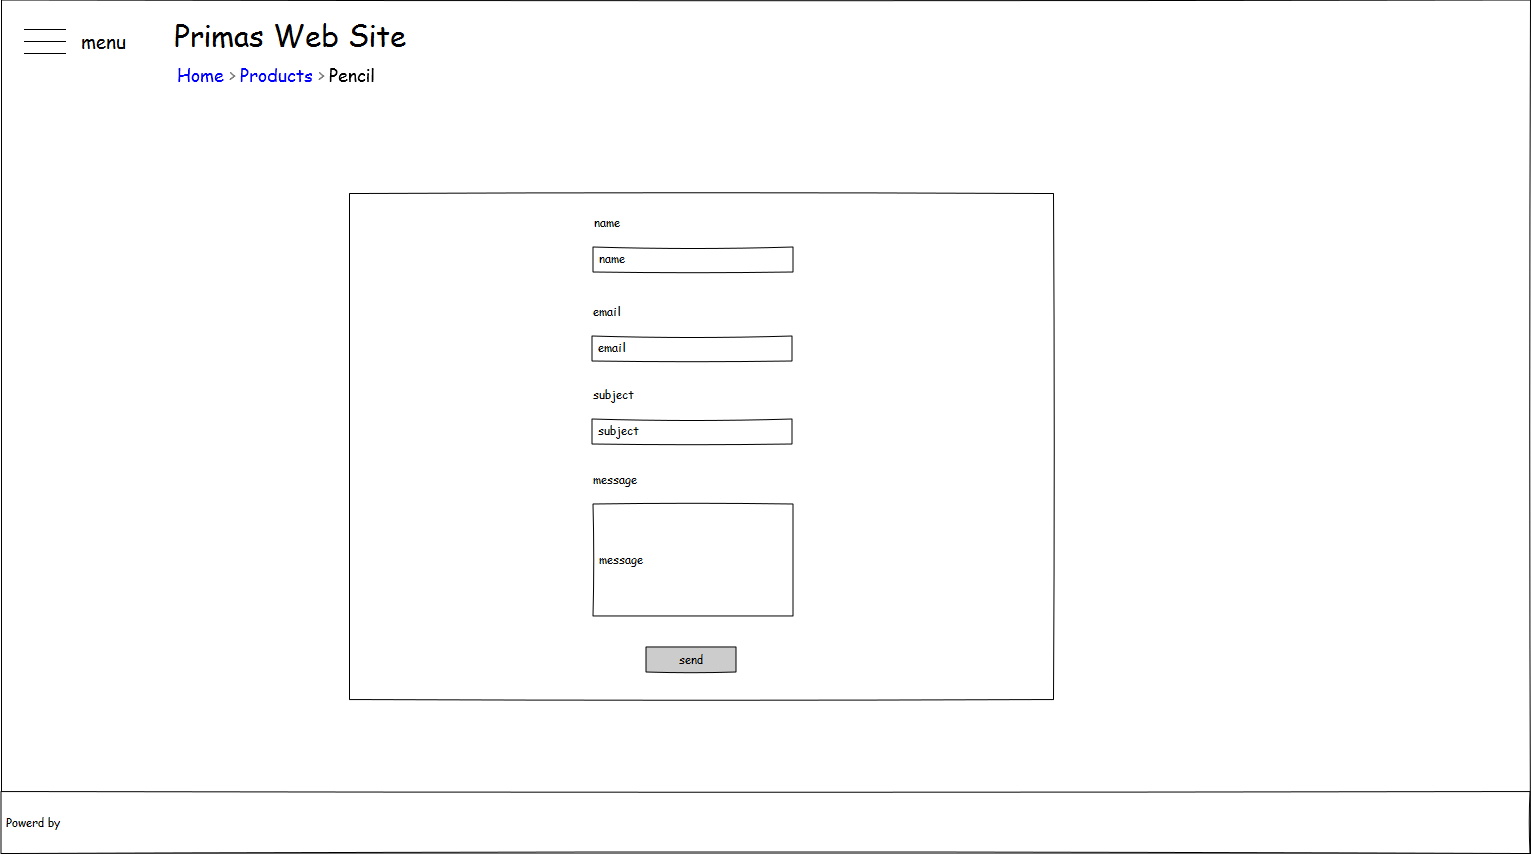 menu
Primas Web Site
Home > Products > Pencil
name
name
email
email
subject
subject
message
message
send
Powerd by